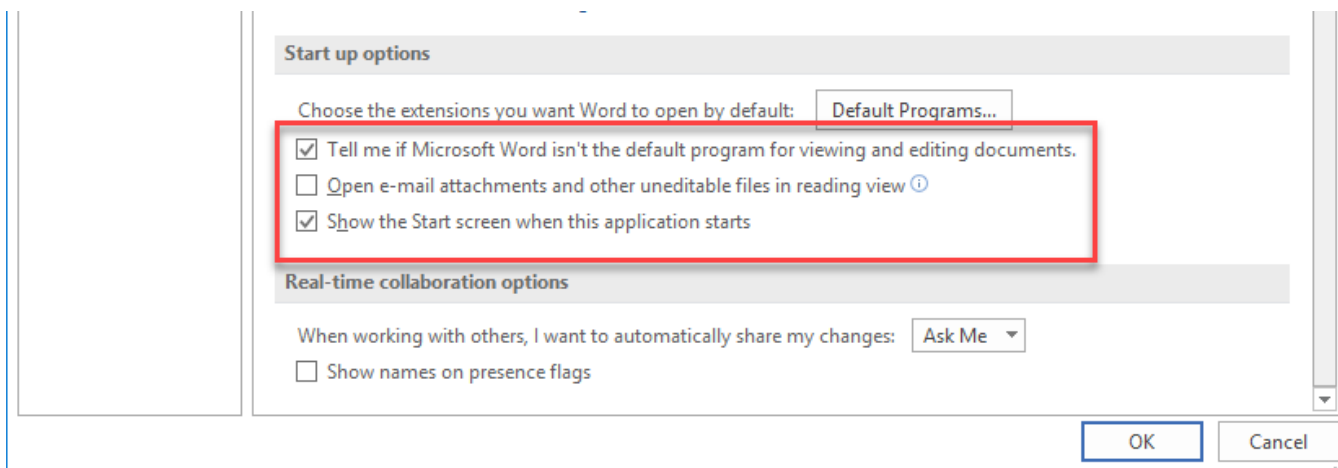 Start up options
Choose the extensions you want Word to open by default: Default Programs...
Tell me if Microsoft Word isn't the default program for viewing and editing documents.
Open e-mail attachments and other uneditable files in reading view
Show the Start screen when this application starts
Real-time collaboration options
When working with others, I want to automatically share my changes: Ask Me
Show names on presence flags
OK Cancel